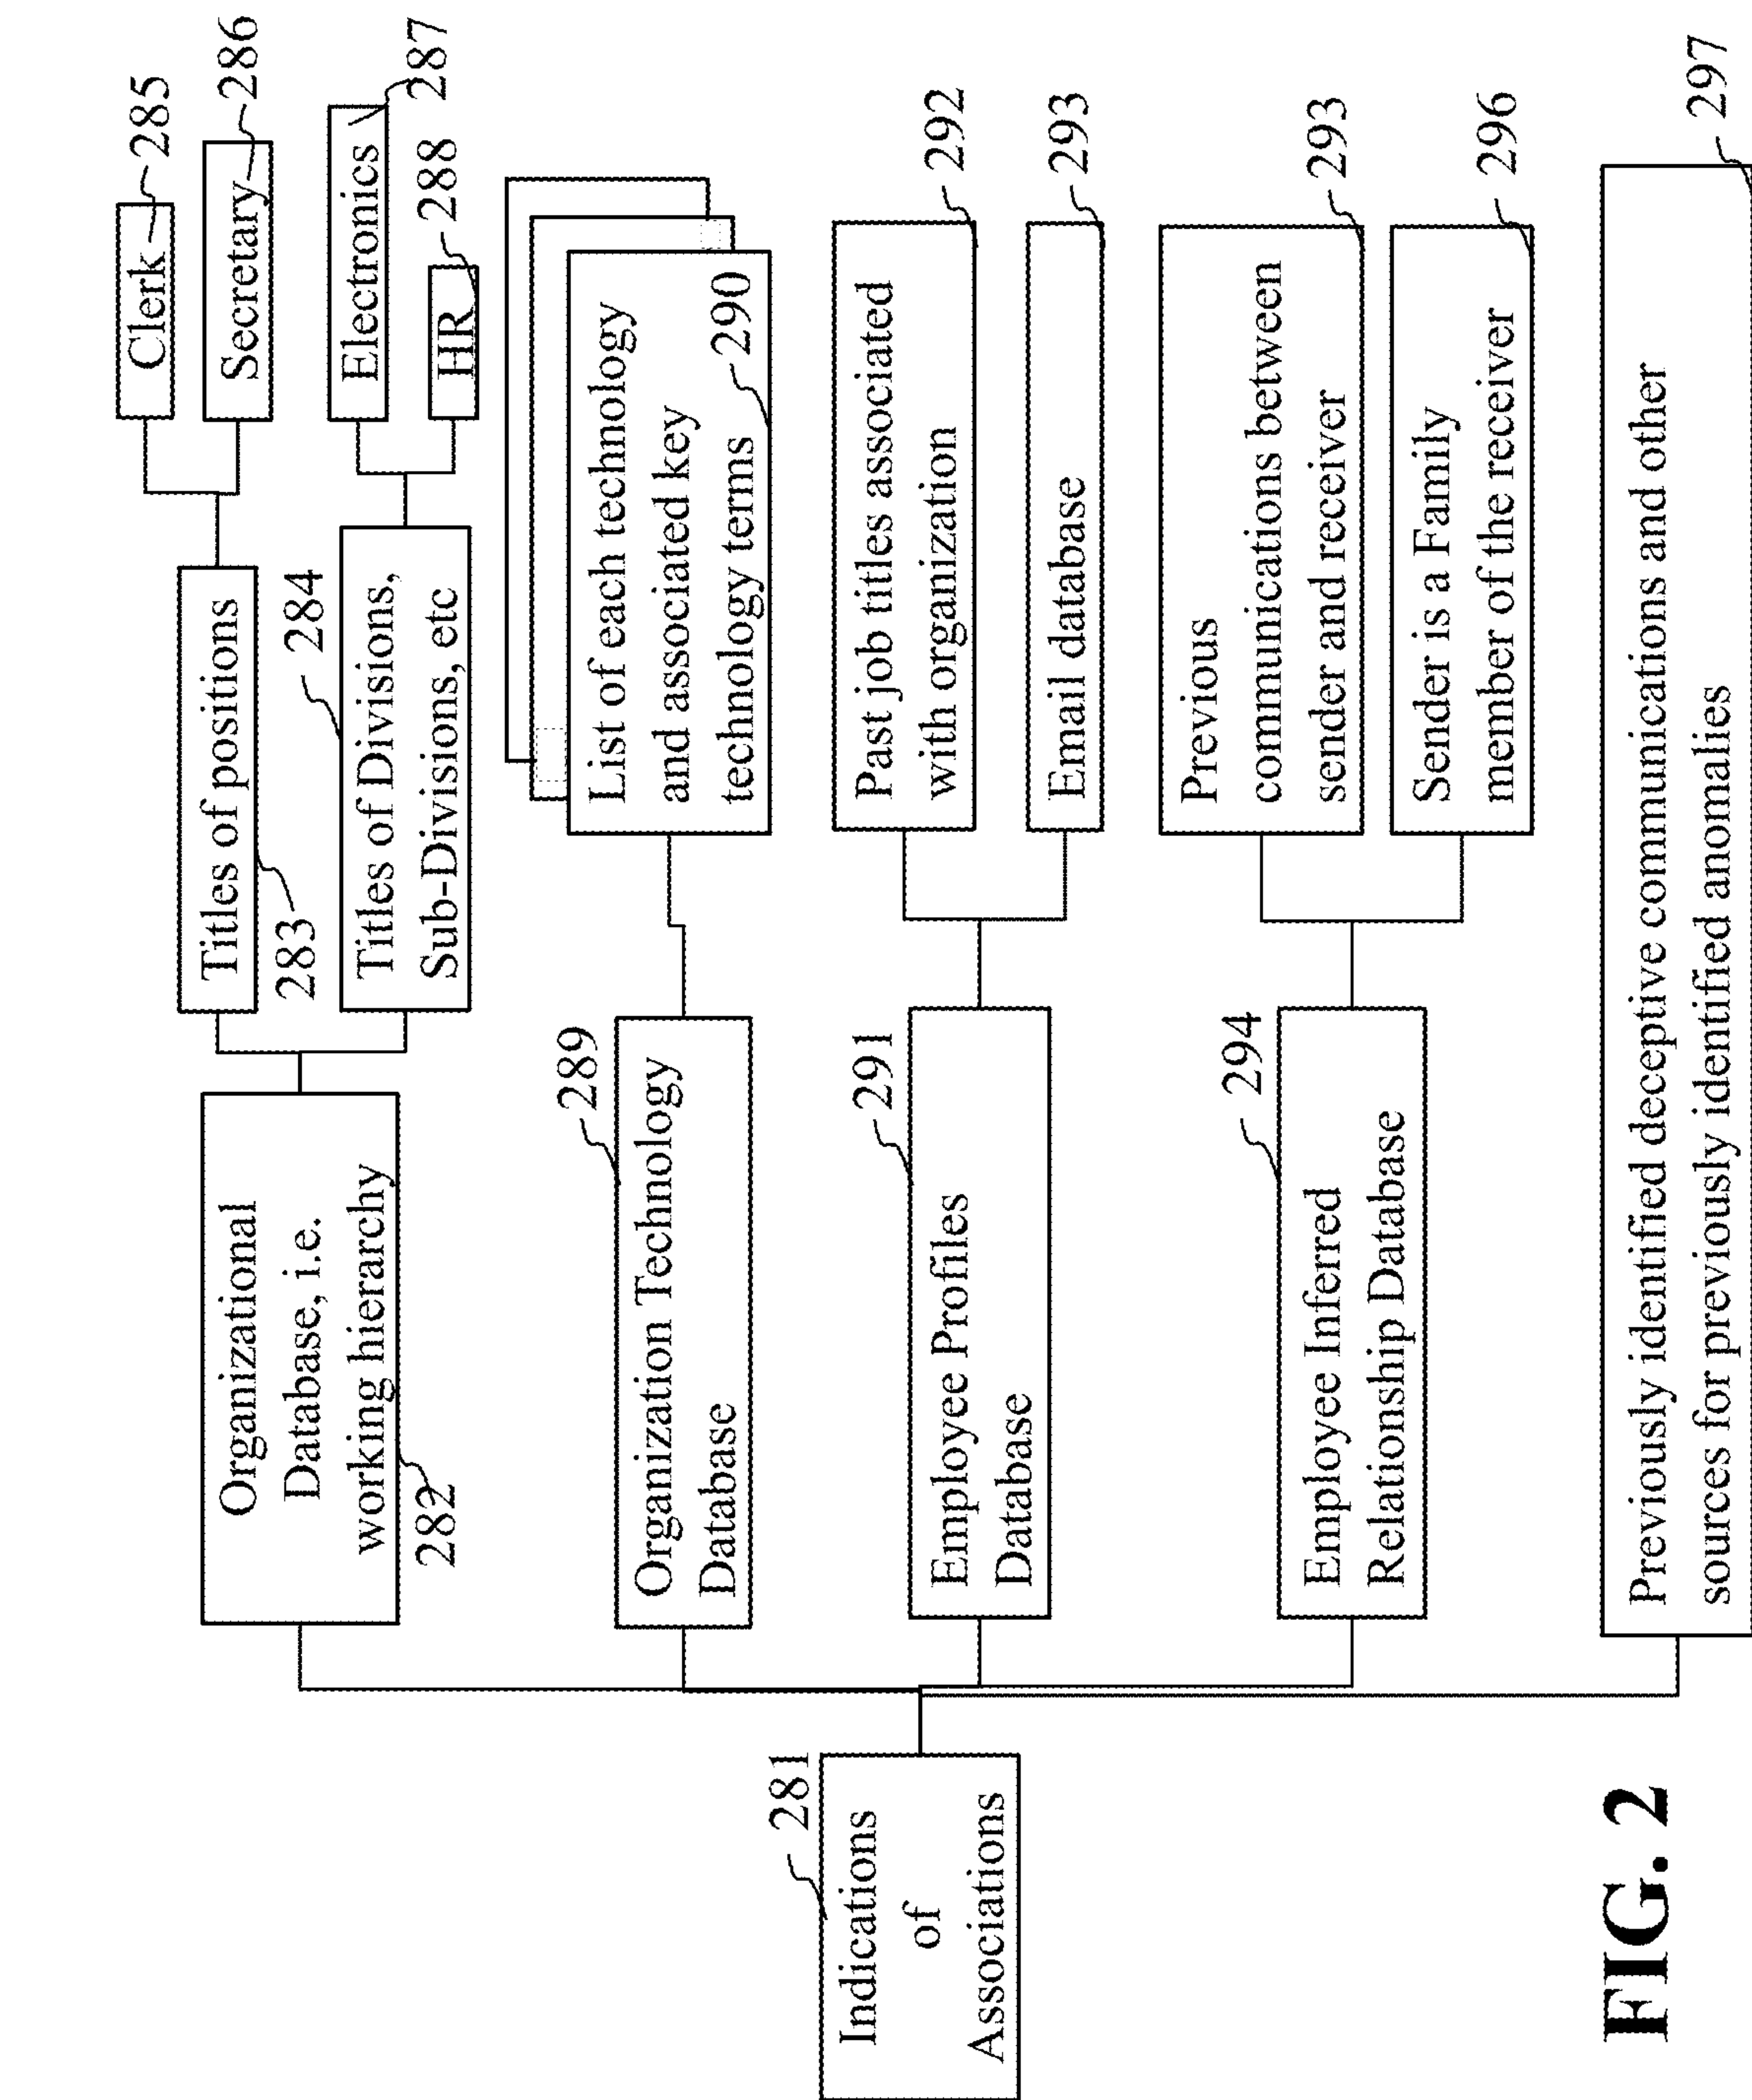 Indications
of
Associations
281
Organizational
Database, i.e.
working hierarchy
282
Titles of positions
283
Clerk
285
Secretary
286
284
Titles of Divisions,
Sub-Divisions, etc
Electronics
287
HR
288
289
Organization Technology
Database
List of each technology
and associated key
technology terms
290
291
Employee Profiles
Database
Past job titles associated
with organization
292
Email database
293
294
Employee Inferred
Relationship Database
Previous
communications between
sender and receiver
293
Sender is a Family
member of the receiver
296
Previously identified deceptive communications and other
sources for previously identified anomalies
297
FIG. 2